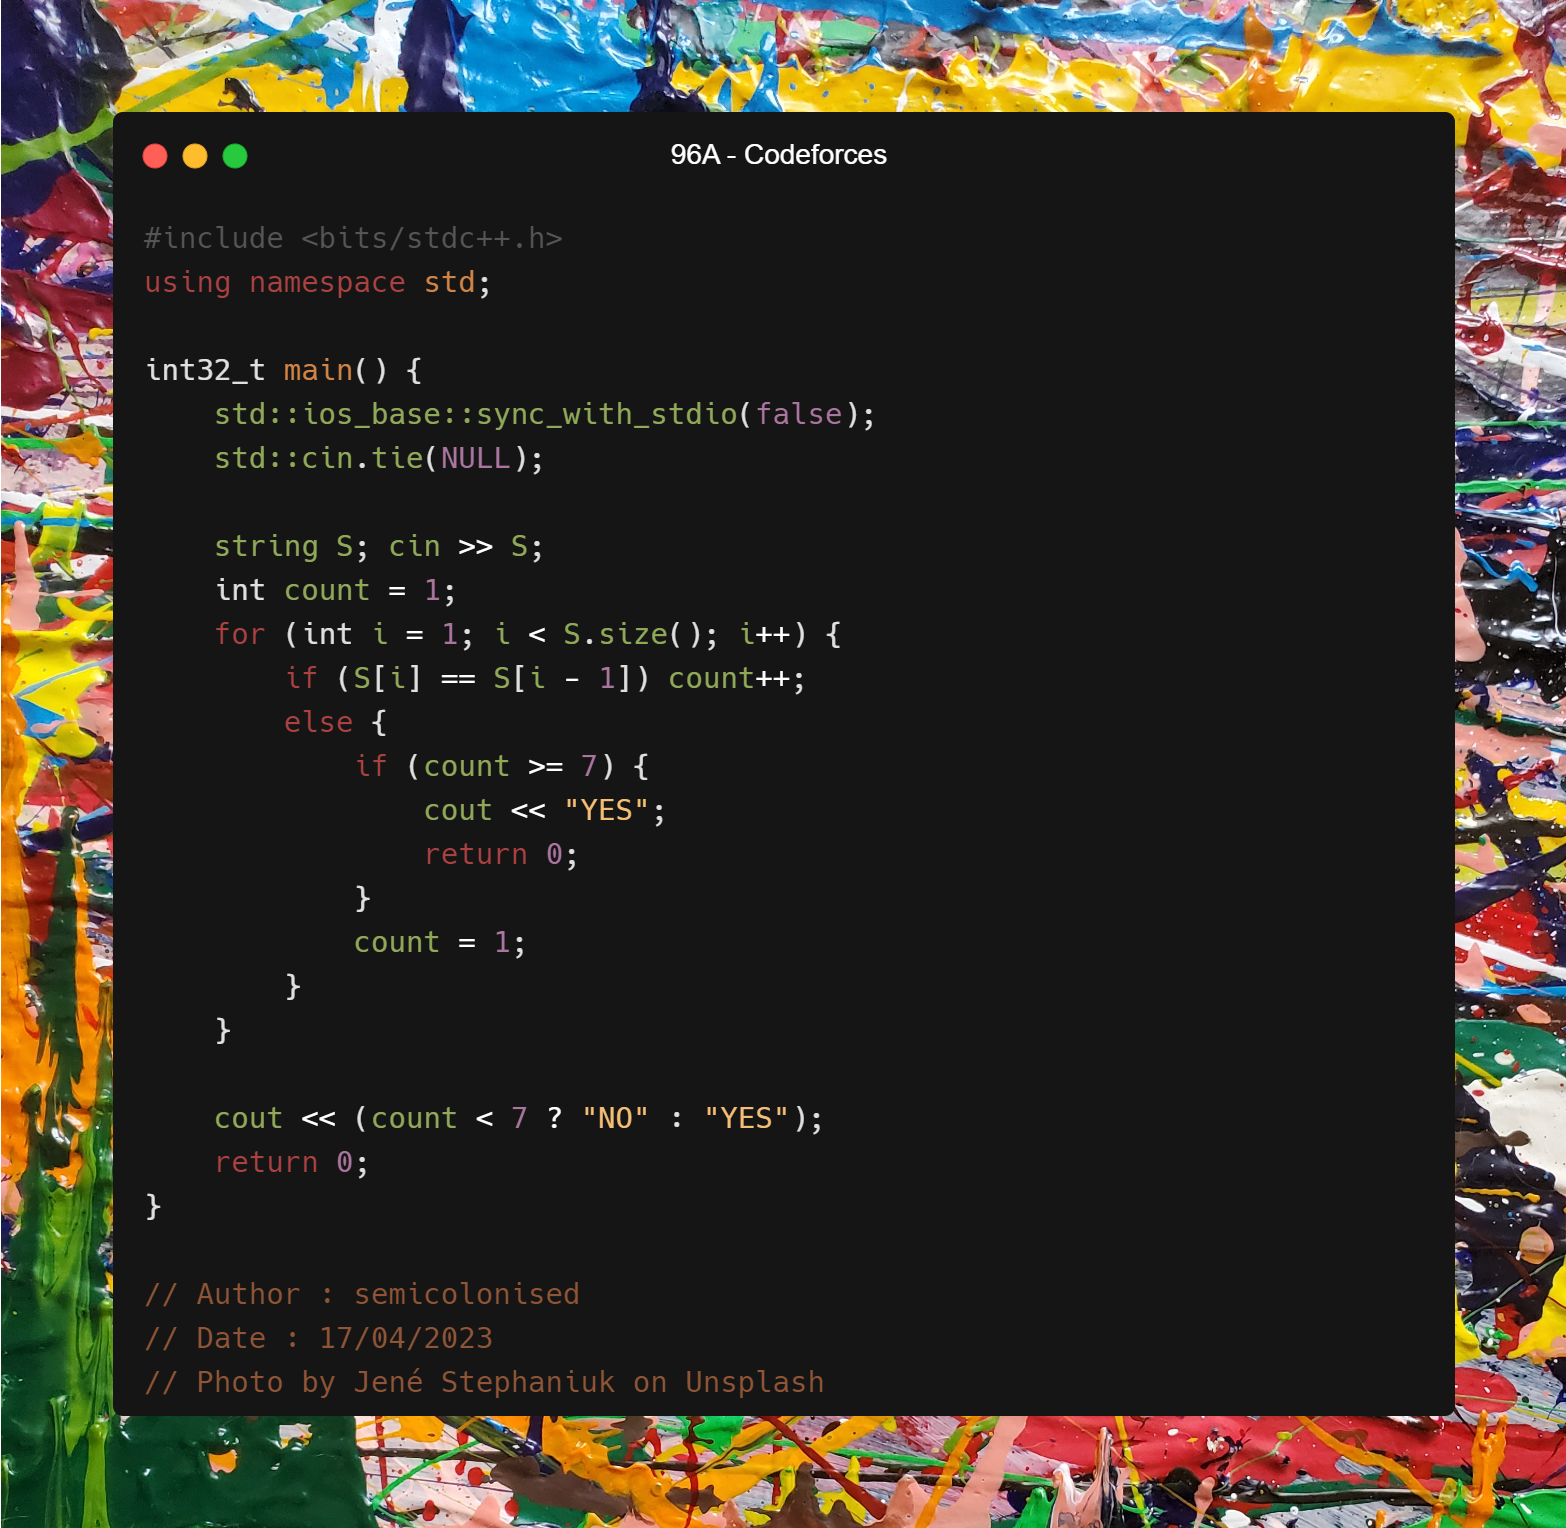 96A - Codeforces
#include <bits/stdc++.h>
using namespace std;
int32_t main() {
    std::ios_base::sync_with_stdio(false);
    std::cin.tie(NULL);
    string S; cin >> S;
    int count = 1;
    for (int i = 1; i < S.size(); i++) {
        if (S[i] == S[i - 1]) count++;
        else {
            if (count >= 7) {
                cout << "YES";
                return 0;
            }
            count = 1;
        }
    }
    cout << (count < 7 ? "NO" : "YES");
    return 0;
}
// Author : semicolonised
// Date : 17/04/2023
// Photo by Jené Stephaniuk on Unsplash